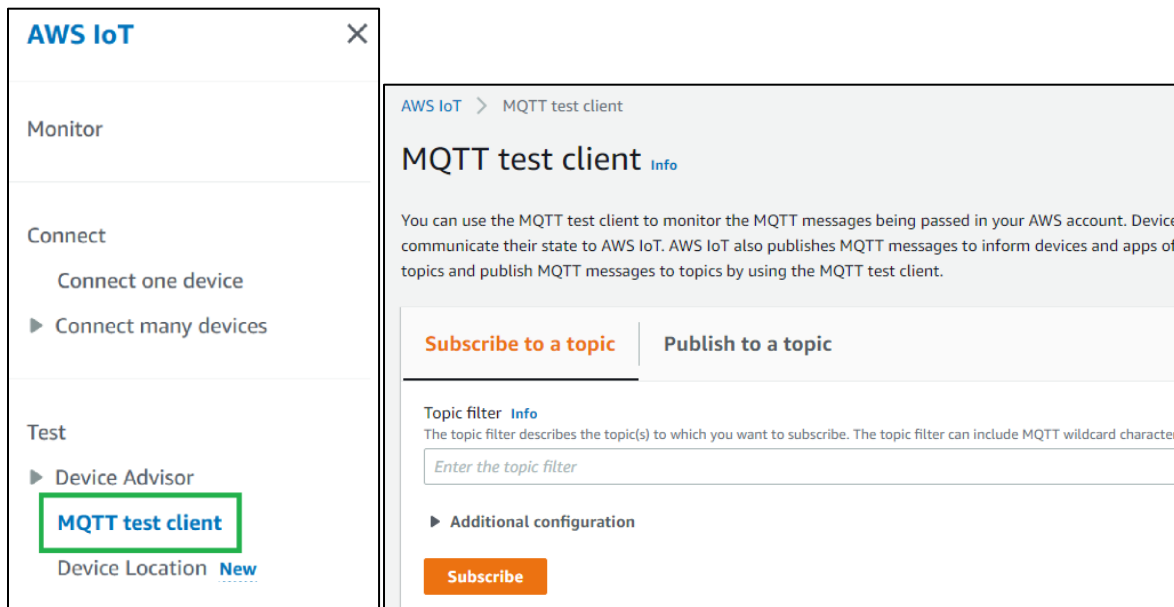 AWS IoT
Monitor
Connect
Connect one device
Connect many devices
Test
Device Advisor
MQTT test client
Device Location New
AWS IoT > MQTT test client
MQTT test client Info
You can use the MQTT test client to monitor the MQTT messages being passed in your AWS account. Device
communicate their state to AWS IoT. AWS IoT also publishes MQTT messages to inform devices and apps of
topics and publish MQTT messages to topics by using the MQTT test client.
Subscribe to a topic
Publish to a topic
Topic filter Info
The topic filter describes the topic(s) to which you want to subscribe. The topic filter can include MQTT wildcard character
Enter the topic filter
Additional configuration
Subscribe